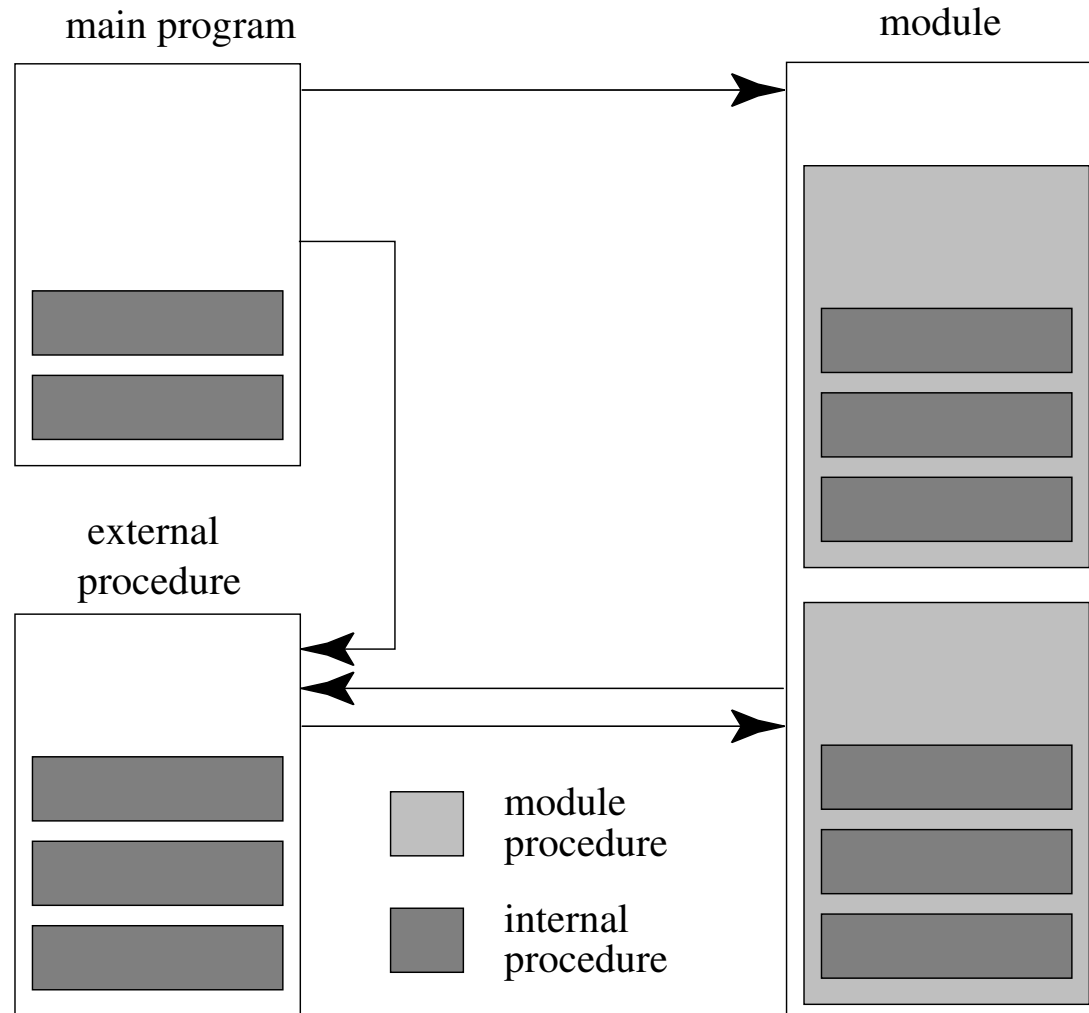 main program
module
external
procedure
module
procedure
internal
procedure